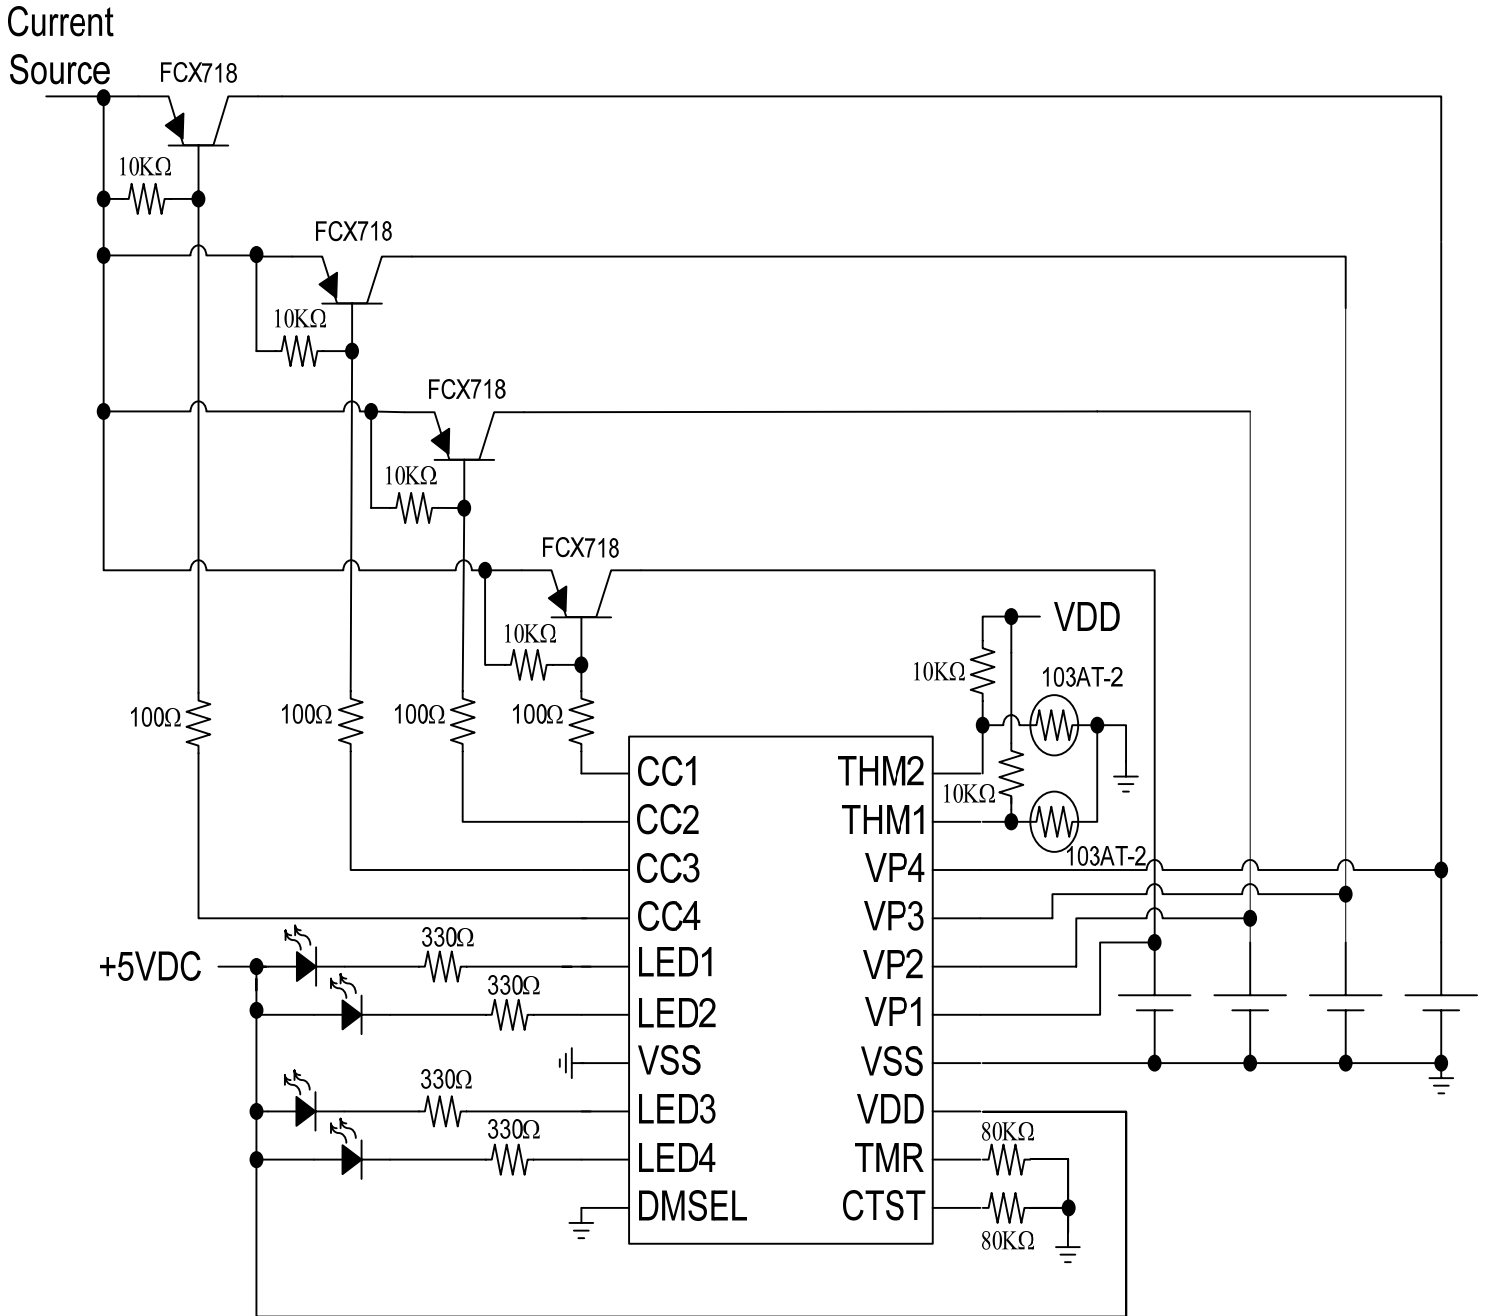 Current
Source
FCX718
10KΩ
FCX718
10KΩ
FCX718
10KΩ
FCX718
10KΩ
VDD
10KΩ
103AT-2
100Ω
100Ω
100Ω
100Ω
10KΩ
103AT-2
CC1
CC2
CC3
CC4
LED1
LED2
VSS
LED3
LED4
DMSEL
THM2
THM1
VP4
VP3
VP2
VP1
VSS
VDD
TMR
CTST
+5VDC
330Ω
330Ω
330Ω
330Ω
80KΩ
80KΩ